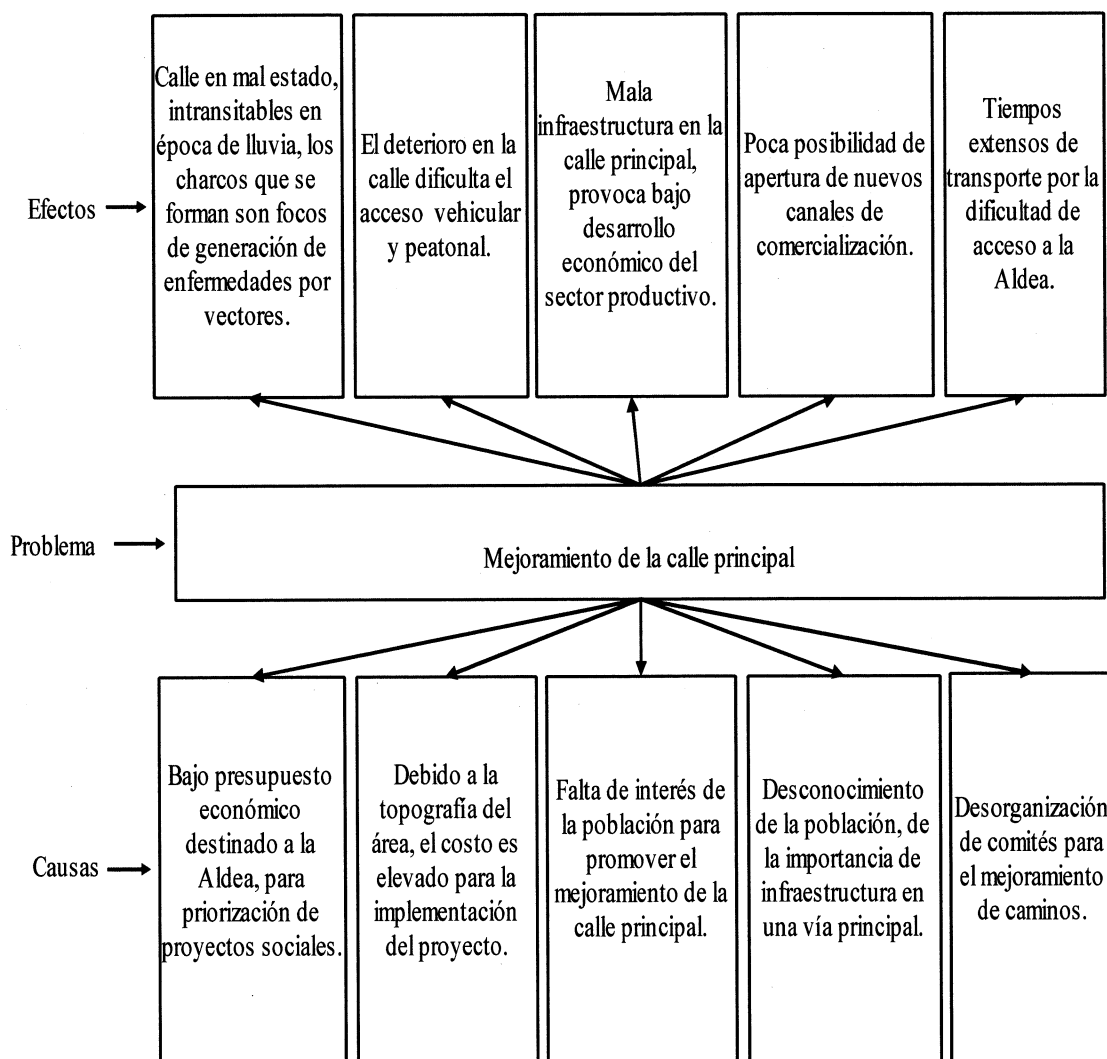 Efectos
Calle en mal estado,
intransitables en
época de lluvia, los
charcos que se
forman son focos
de generación de
enfermedades por
vectores.
El deterioro en la
calle dificulta el
acceso vehicular
y peatonal.
Mala
infraestructura en la
calle principal,
provoca bajo
desarrollo
económico del
sector productivo.
Poca posibilidad de
apertura de nuevos
canales de
comercialización.
Tiempos
extensos de
transporte por la
dificultad de
acceso a la
Aldea.
Problema
Mejoramiento de la calle principal
Causas
Bajo presupuesto
económico
destinado a la
Aldea, para
priorización de
proyectos sociales.
Debido a la
topografía del
área, el costo es
elevado para la
implementación
del proyecto.
Falta de interés de
la población para
promover el
mejoramiento de la
calle principal.
Desconocimiento
de la población, de
la importancia de
infraestructura en
una vía principal.
Desorganización
de comités para
el mejoramiento
de caminos.